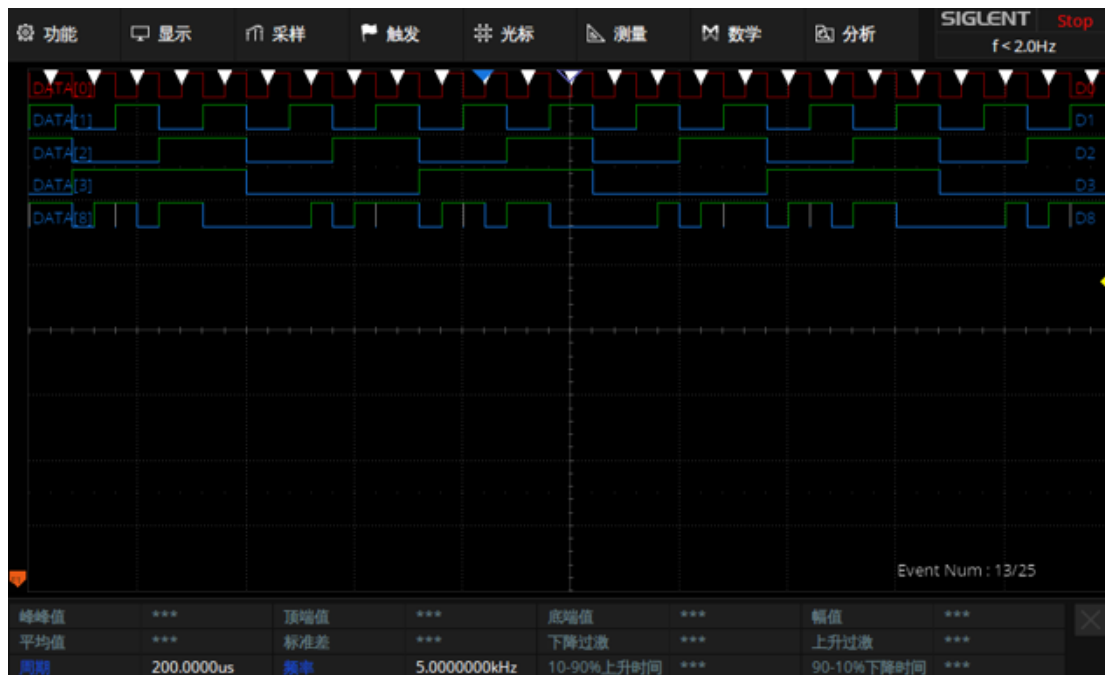 功能 显示 采样 触发 光标 测量 数学 分析 SIGLENT Stop
f < 2.0Hz
DATA[0] D0
DATA[1] D1
DATA[2] D2
DATA[3] D3
DATA[8] D8
Event Num : 13/25
峰峰值 *** 顶端值 *** 底端值 *** 幅值 ***
平均值 *** 标准差 *** 下降过激 *** 上升过激 ***
周期 200.0000us 频率 5.0000000kHz 10-90%上升时间 *** 90-10%下降时间 ***